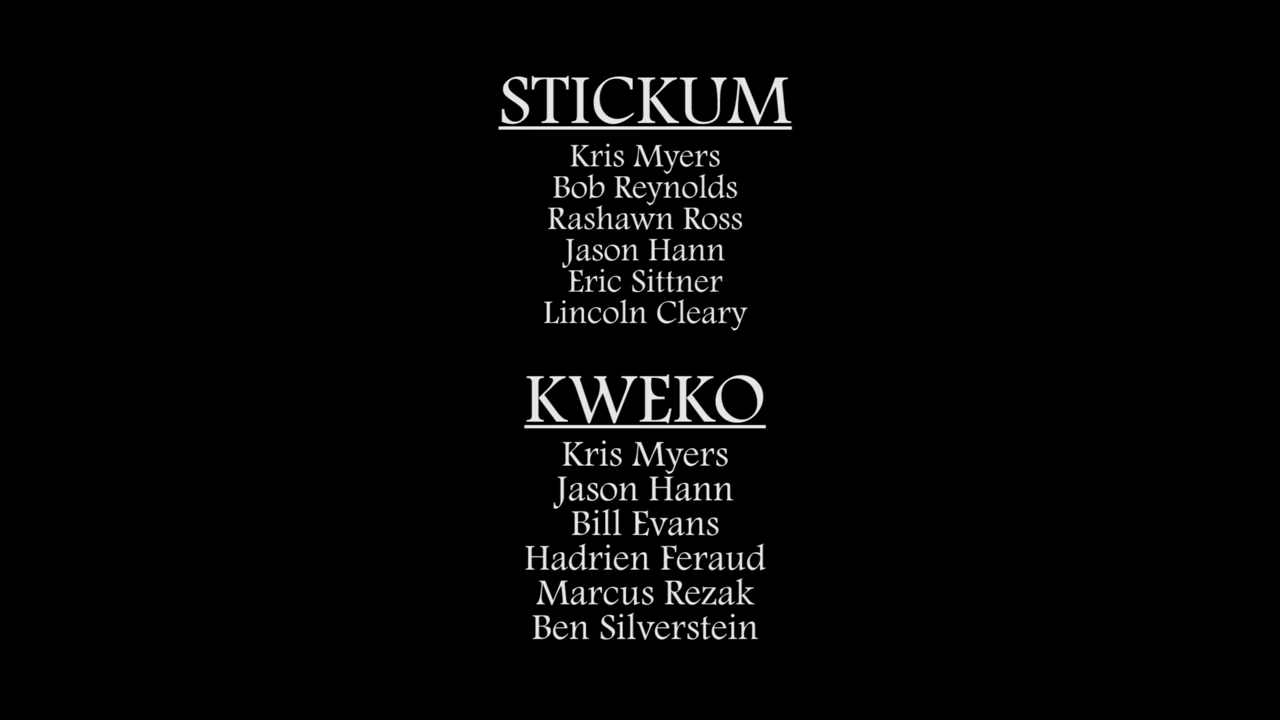 STICKUM
Kris Myers
Bob Reynolds
Rashawn Ross
Jason Hann
Eric Sittner
Lincoln Cleary
KWEKO
Kris Myers
Jason Hann
Bill Evans
Hadrien Feraud
Marcus Rezak
Ben Silverstein